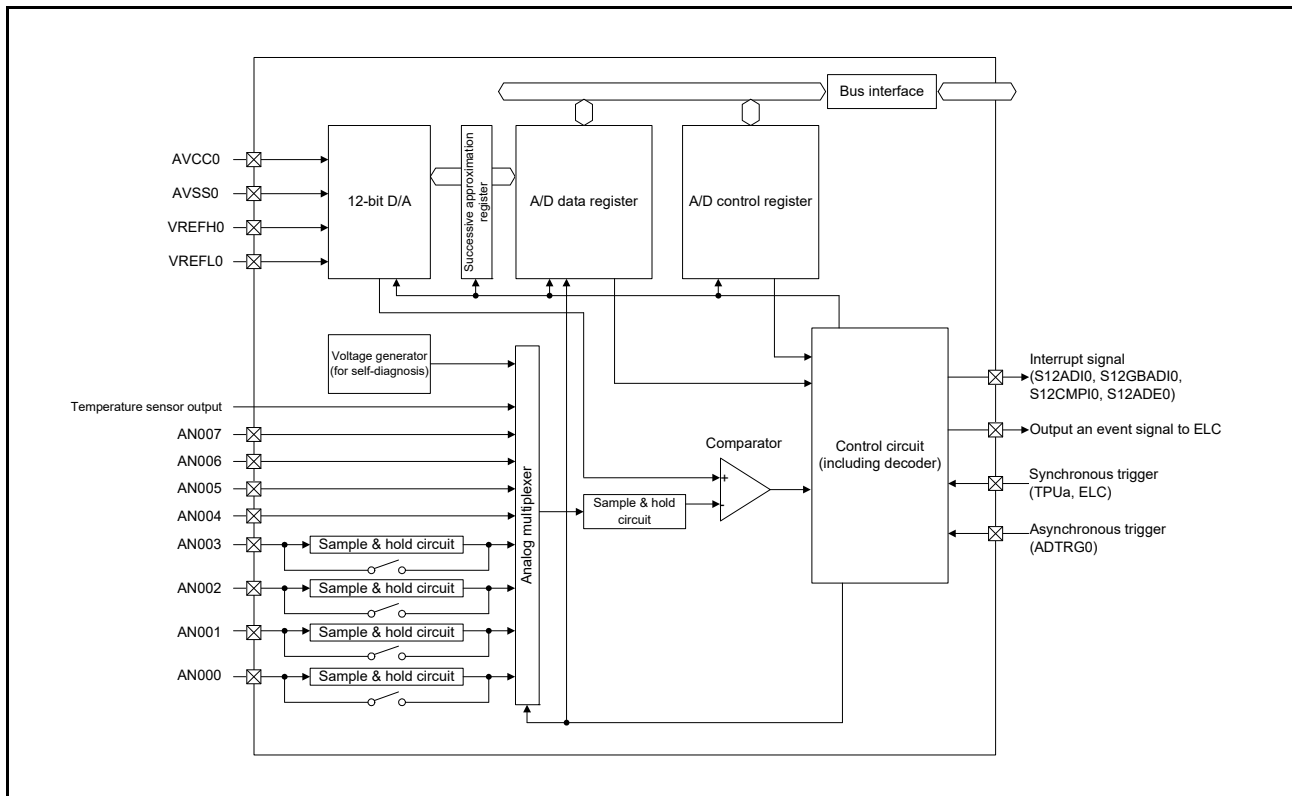 Bus interface
AVCC0
AVSS0
VREFH0
VREFL0
12-bit D/A
Successive approximation
register
A/D data register
A/D control register
Voltage generator
(for self-diagnosis)
Temperature sensor output
AN007
AN006
AN005
AN004
AN003
Sample & hold circuit
AN002
Sample & hold circuit
AN001
Sample & hold circuit
AN000
Sample & hold circuit
Analog multiplexer
Sample & hold
circuit
Comparator
+
-
Control circuit
(including decoder)
Interrupt signal
(S12ADI0, S12GBADI0,
S12CMPI0, S12ADE0)
Output an event signal to ELC
Synchronous trigger
(TPUa, ELC)
Asynchronous trigger
(ADTRG0)